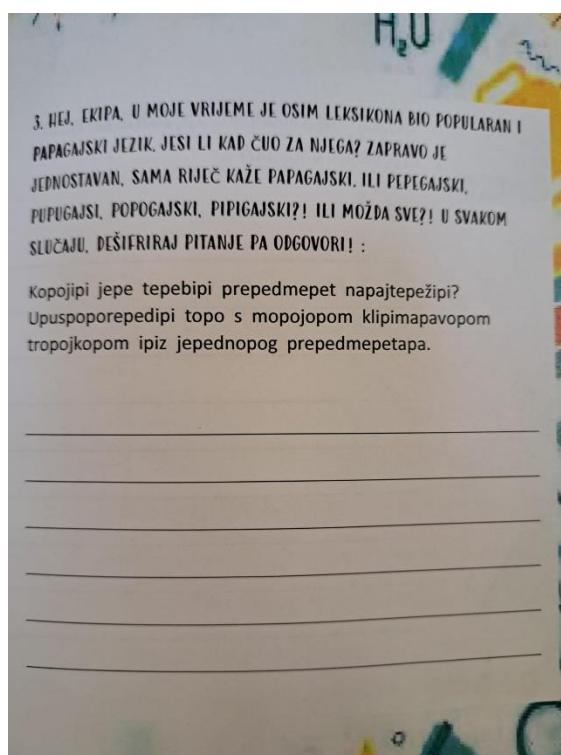 H₂O
3. HEJ, EKIPA, U MOJE VRIJEME JE OSIM LEKSIKONA BIO POPULARAN I
PAPAGAJSKI JEZIK. JESI LI KAD ČUO ZA NJEGA? ZAPRAVO JE
JEDNOSTAVAN, SAMA RIJEČ KAŽE PAPAGAJSKI, ILI PEPEGAJSKI,
PUPUGAJSI, POPOGAJSKI, PIPIGAJSKI?! ILI MOŽDA SVE?! U SVAKOM
SLUČAJU, DEŠIFRIRAJ PITANJE PA ODGOVORI! :
Kopojipi jepe tepebipi prepedmepet napajtepežipi?
Upuspoporepedipi topo s mopojopom klipimapavopom
tropojkopom ipiz jepednopog prepedmepetapa.